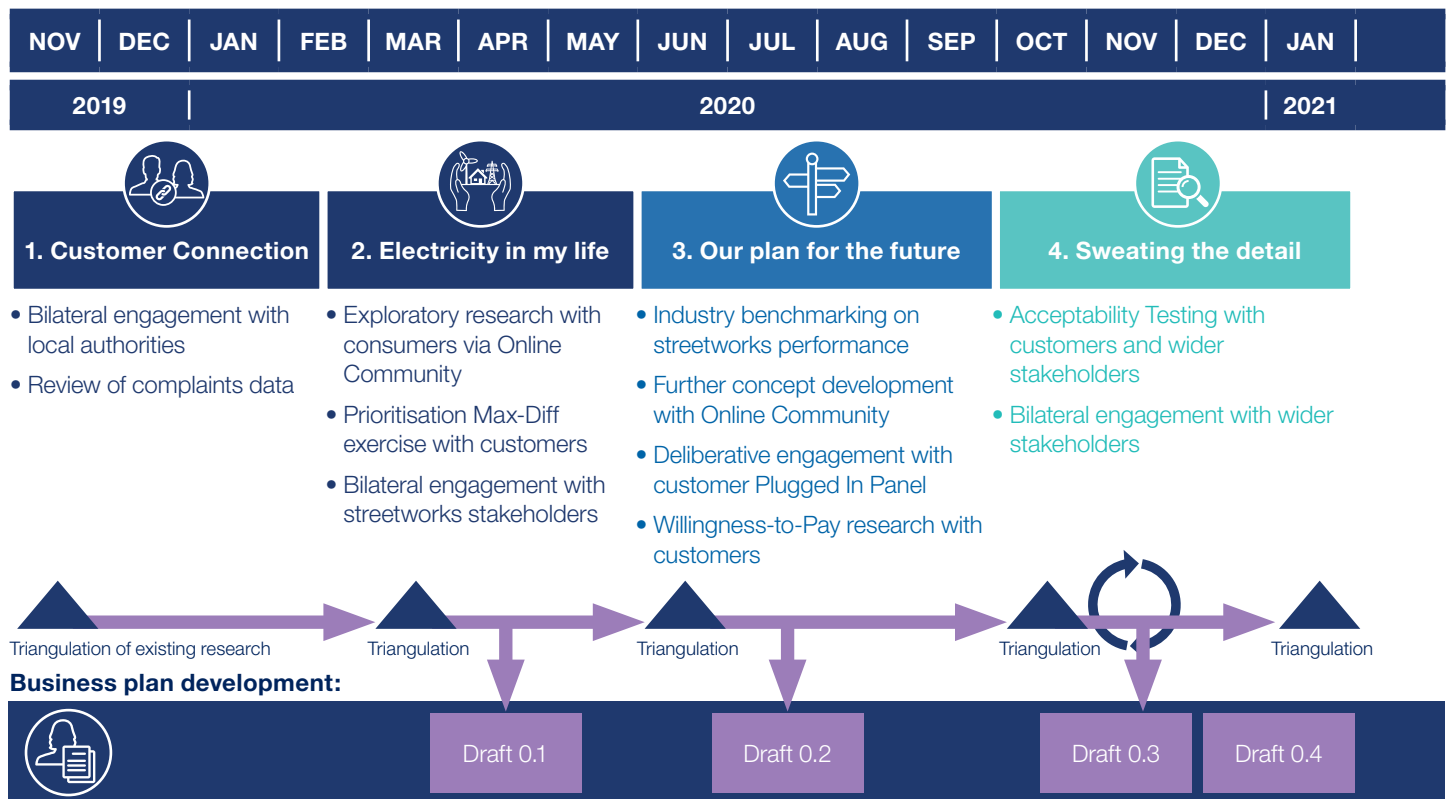 NOV DEC JAN FEB MAR APR MAY JUN JUL AUG SEP OCT NOV DEC JAN
2019 2020 2021
1. Customer Connection
• Bilateral engagement with
local authorities
• Review of complaints data
2. Electricity in my life
• Exploratory research with
consumers via Online
Community
• Prioritisation Max-Diff
exercise with customers
• Bilateral engagement with
streetworks stakeholders
3. Our plan for the future
• Industry benchmarking on
streetworks performance
• Further concept development
with Online Community
• Deliberative engagement with
customer Plugged In Panel
• Willingness-to-Pay research with
customers
4. Sweating the detail
• Acceptability Testing with
customers and wider
stakeholders
• Bilateral engagement with wider
stakeholders
Triangulation of existing research
Triangulation
Triangulation
Triangulation
Triangulation
Business plan development:
Draft 0.1
Draft 0.2
Draft 0.3
Draft 0.4